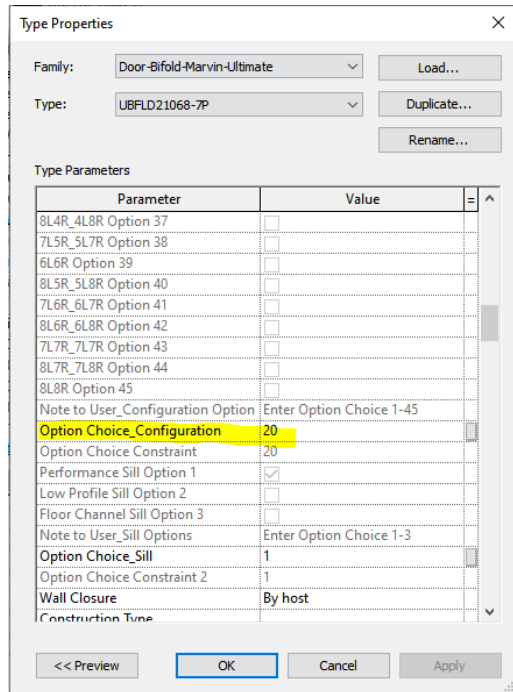 Type Properties
Family: Door-Bifold-Marvin-Ultimate Load...
Type: UBFLD21068-7P Duplicate...
Rename...
Type Parameters
Parameter Value =
8L4R_4L8R Option 37
7L5R_5L7R Option 38
6L6R Option 39
8L5R_5L8R Option 40
7L6R_6L7R Option 41
8L6R_6L8R Option 42
7L7R_7L7R Option 43
8L7R_7L8R Option 44
8L8R Option 45
Note to User_Configuration Option Enter Option Choice 1-45
Option Choice_Configuration 20
Option Choice Constraint 20
Performance Sill Option 1
Low Profile Sill Option 2
Floor Channel Sill Option 3
Note to User_Sill Options Enter Option Choice 1-3
Option Choice_Sill 1
Option Choice Constraint 2 1
Wall Closure By host
Construction Type
<< Preview OK Cancel Apply